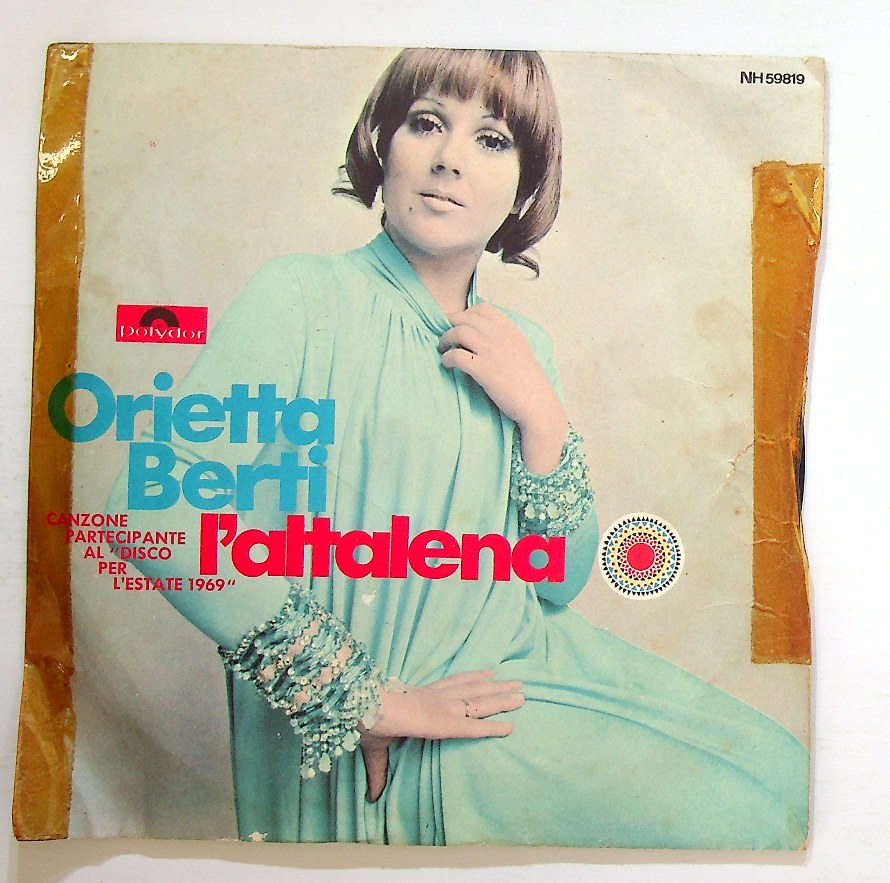 NH 59819
Polydor
Orietta
Berti
CANZONE
PARTECIPANTE
AL "DISCO
PER
L'ESTATE 1969"
l'altalena